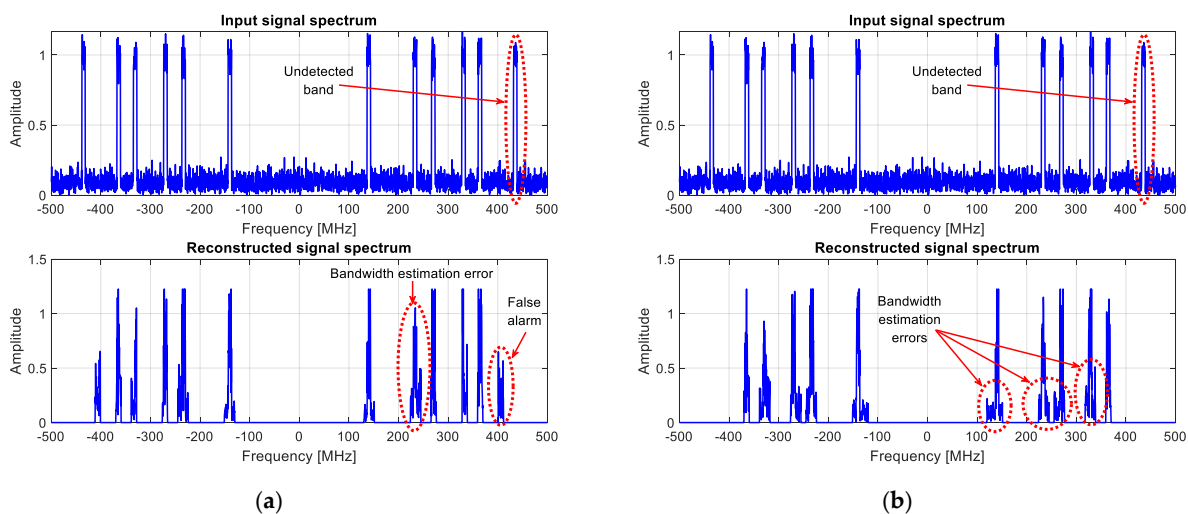 Input signal spectrum
Amplitude
1
0.5
0
Undetected
band
-500 -400 -300 -200 -100 0 100 200 300 400 500
Frequency [MHz]
Reconstructed signal spectrum
Amplitude
1.5
1
0.5
0
Bandwidth estimation error
False
alarm
-500 -400 -300 -200 -100 0 100 200 300 400 500
Frequency [MHz]
(a)
Input signal spectrum
Amplitude
1
0.5
0
Undetected
band
-500 -400 -300 -200 -100 0 100 200 300 400 500
Frequency [MHz]
Reconstructed signal spectrum
Amplitude
1.5
1
0.5
0
Bandwidth
estimation
errors
-500 -400 -300 -200 -100 0 100 200 300 400 500
Frequency [MHz]
(b)